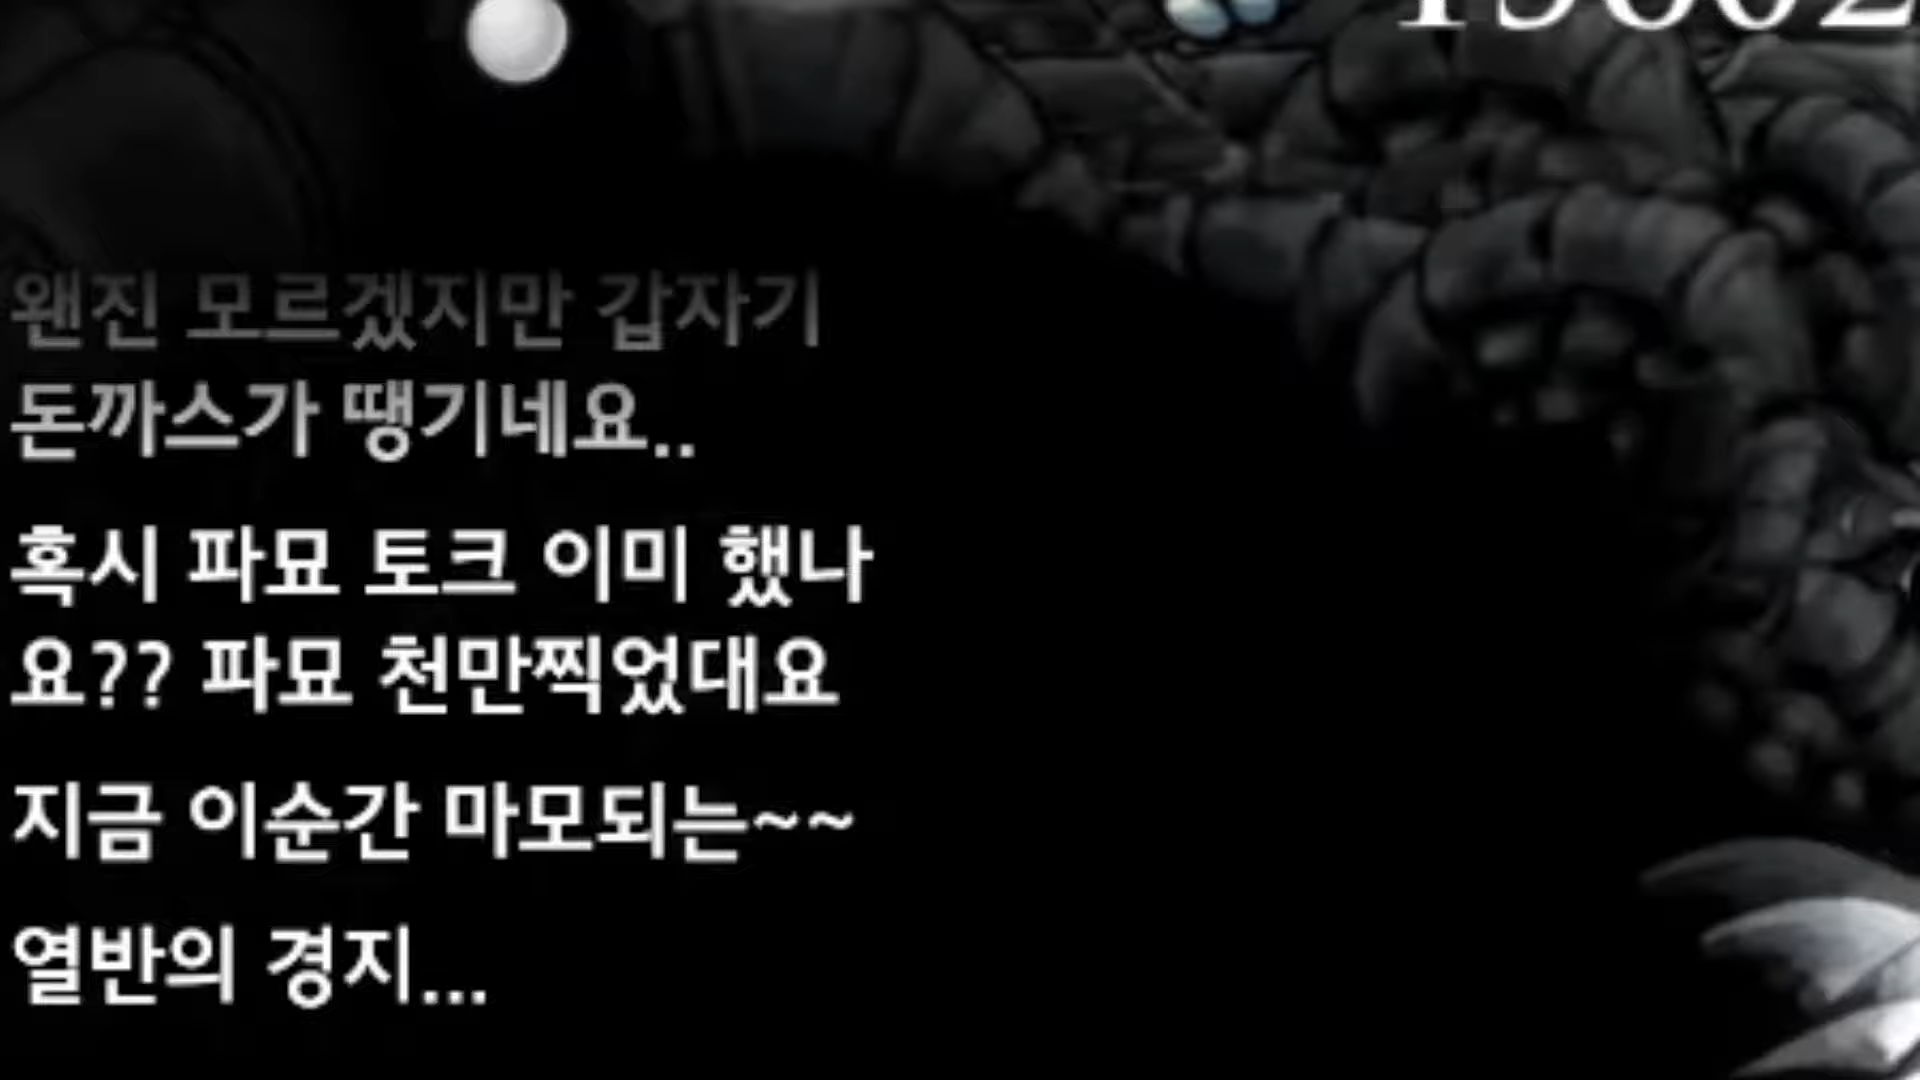 왠진 모르겠지만 갑자기
돈까스가 땡기네요..
혹시 파묘 토크 이미 했나
요?? 파묘 천만찍었대요
지금 이순간 마모되는~~
열반의 경지...